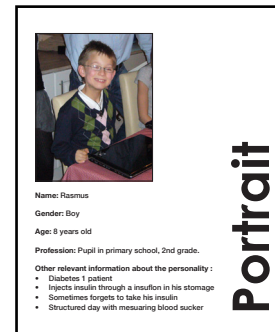 Name: Rasmus
Gender: Boy
Age: 8 years old
Profession: Pupil in primary school, 2nd grade.
Other relevant information about the personality :
• Diabetes 1 patient
• Injects insulin through a insuflon in his stomage
• Sometimes forgets to take his insulin
• Structured day with mesuaring blood sucker
Portrait